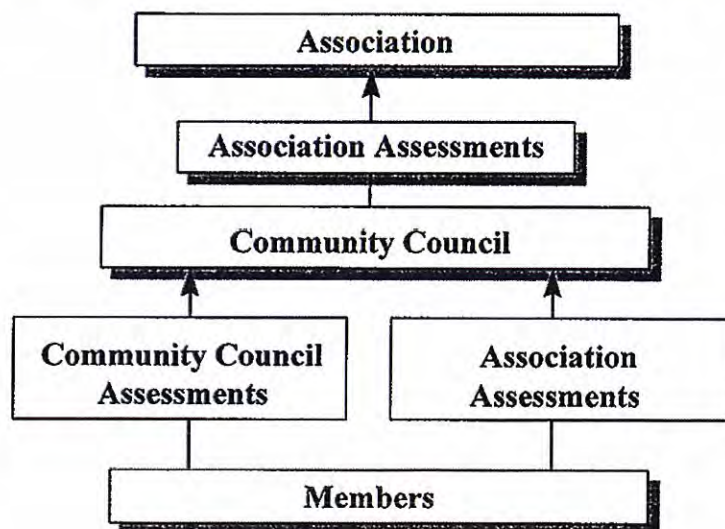 Association
Association Assessments
Community Council
Community Council
Assessments
Association
Assessments
Members